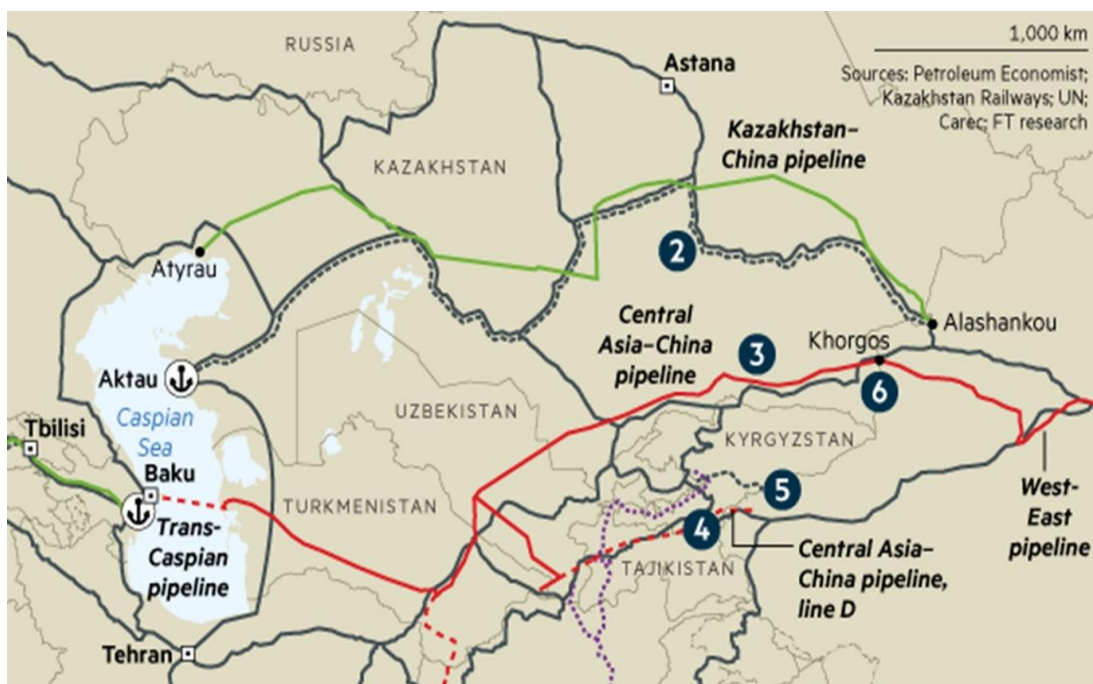 RUSSIA
1,000 km
Astana
Sources: Petroleum Economist;
Kazakhstan Railways; UN;
Carec; FT research
Kazakhstan–
China pipeline
KAZAKHSTAN
2
Atyrau
Central
Asia–China
pipeline
3
Khorgos
Alashankou
Aktau
6
UZBEKISTAN
Caspian
Sea
Tbilisi
KYRGYZSTAN
Baku
TURKMENISTAN
5
West-
East
pipeline
Trans-
Caspian
pipeline
4
Central Asia–
China pipeline,
line D
TAJIKISTAN
Tehran